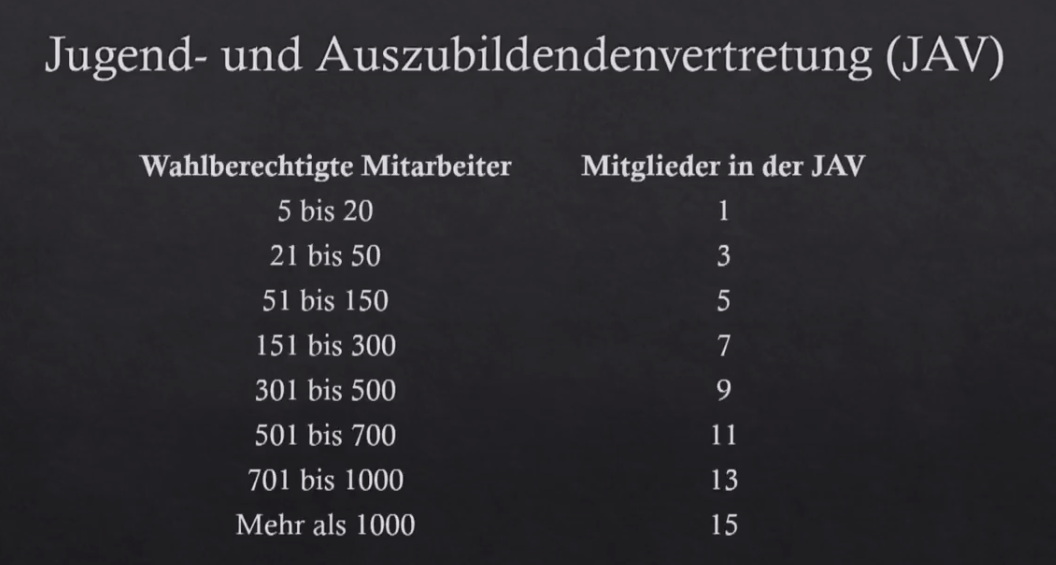 Jugend- und Auszubildendenvertretung (JAV)
Wahlberechtigte Mitarbeiter Mitglieder in der JAV
5 bis 20 1
21 bis 50 3
51 bis 150 5
151 bis 300 7
301 bis 500 9
501 bis 700 11
701 bis 1000 13
Mehr als 1000 15